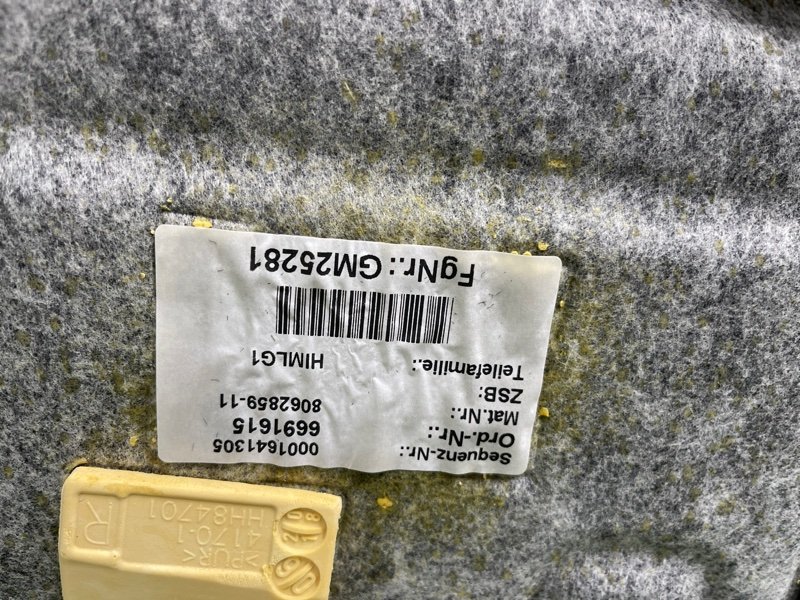 Sequenz-Nr.: 0001641305
Ord.-Nr.: 6691615
Mat.Nr.: 8062859-11
ZSB:
Teilefamilie.: HIMLG1
FgNr.: GM25281
>PUR<
4170-1
HH84701
R